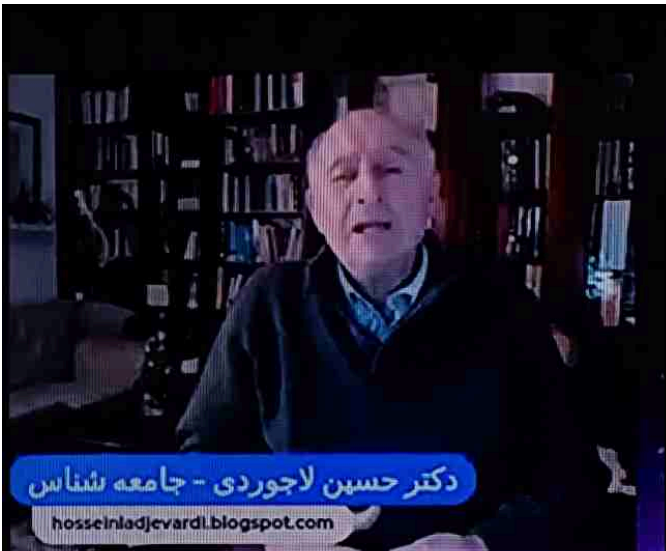 دکتر حسین لاجوردی - جامعه شناس
hosseinladjevardi.blogspot.com